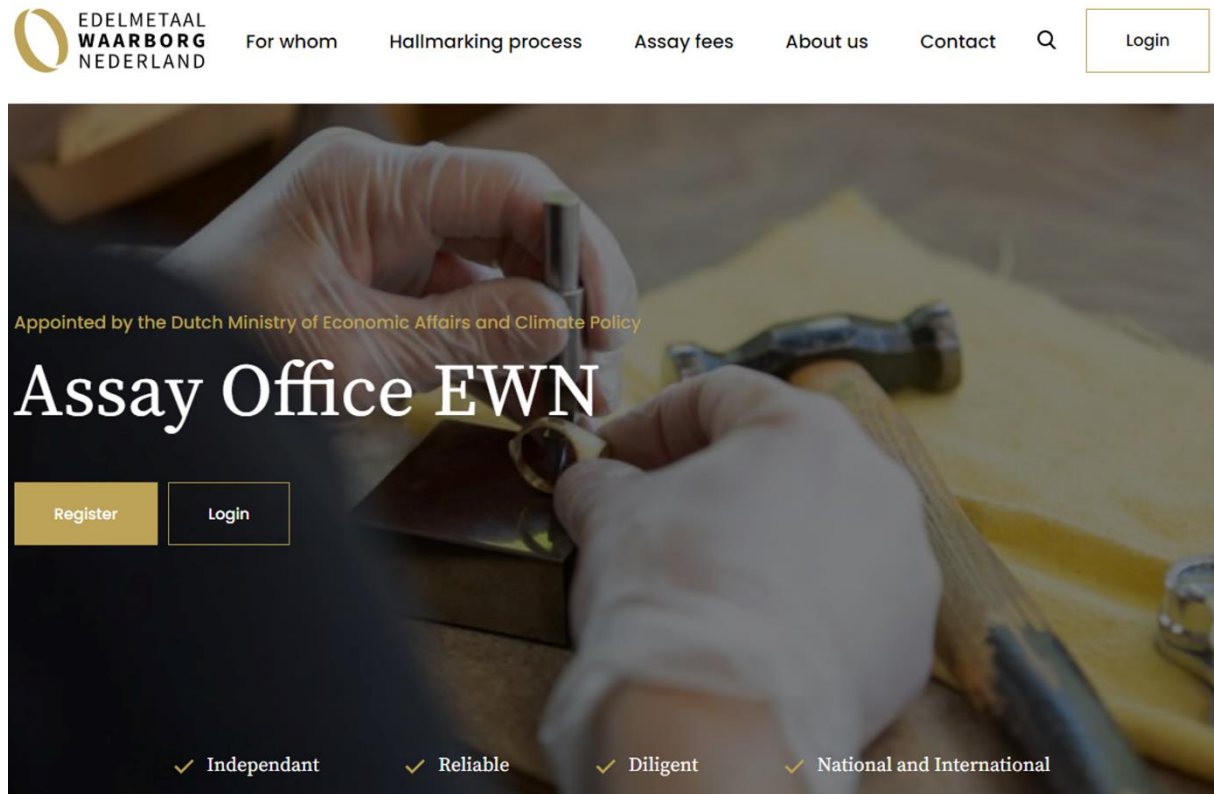 EDELMETAAL
WAARBORG
NEDERLAND
For whom
Hallmarking process
Assay fees
About us
Contact
Login
Appointed by the Dutch Ministry of Economic Affairs and Climate Policy
Assay Office EWN
Register
Login
Independant
Reliable
Diligent
National and International